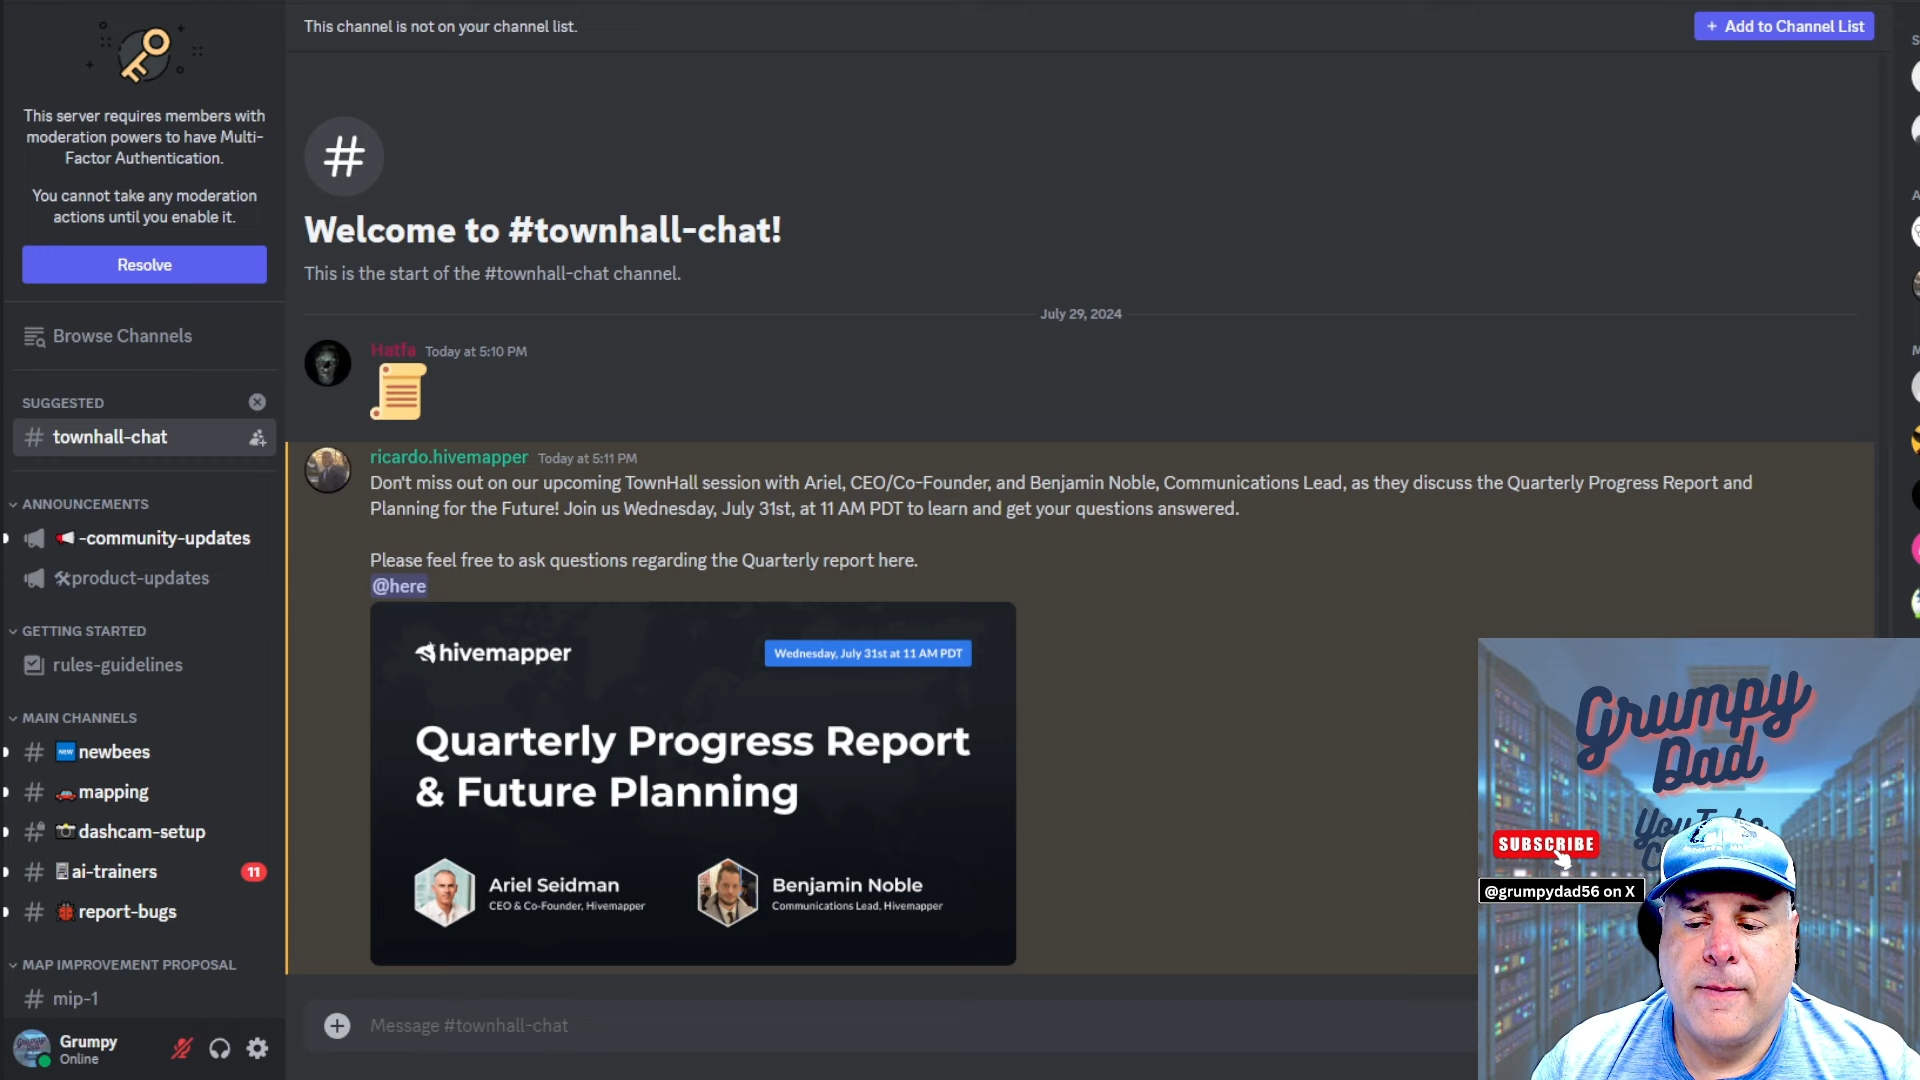 This server requires members with
moderation powers to have Multi-
Factor Authentication.
You cannot take any moderation
actions until you enable it.
Resolve
Browse Channels
SUGGESTED
# townhall-chat
ANNOUNCEMENTS
-community-updates
product-updates
GETTING STARTED
rules-guidelines
MAIN CHANNELS
# NEW newbees
# mapping
# dashcam-setup
# ai-trainers 11
# report-bugs
MAP IMPROVEMENT PROPOSAL
# mip-1
Grumpy
Online
This channel is not on your channel list.
+ Add to Channel List
#
Welcome to #townhall-chat!
This is the start of the #townhall-chat channel.
July 29, 2024
Hatfa Today at 5:10 PM
ricardo.hivemapper Today at 5:11 PM
Don't miss out on our upcoming TownHall session with Ariel, CEO/Co-Founder, and Benjamin Noble, Communications Lead, as they discuss the Quarterly Progress Report and
Planning for the Future! Join us Wednesday, July 31st, at 11 AM PDT to learn and get your questions answered.
Please feel free to ask questions regarding the Quarterly report here.
@here
hivemapper
Wednesday, July 31st at 11 AM PDT
Quarterly Progress Report
& Future Planning
Ariel Seidman
CEO & Co-Founder, Hivemapper
Benjamin Noble
Communications Lead, Hivemapper
Message #townhall-chat
Grumpy
Dad
SUBSCRIBE
@grumpydad56 on X